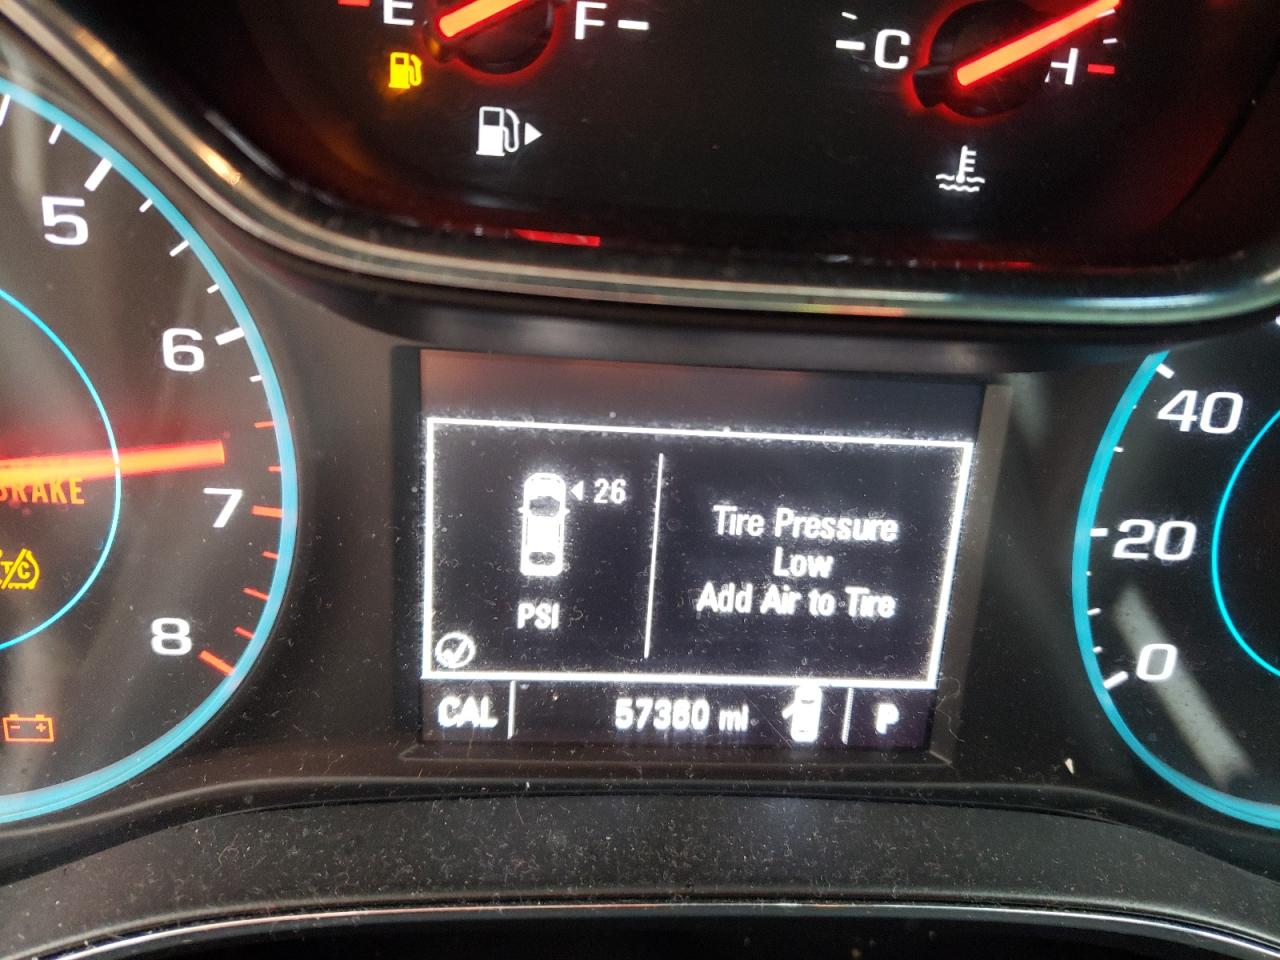 E
F
C
H
5
6
7
8
BRAKE
T/C
40
20
0
26
PSI
Tire Pressure
Low
Add Air to Tire
CAL
57380 mi
P